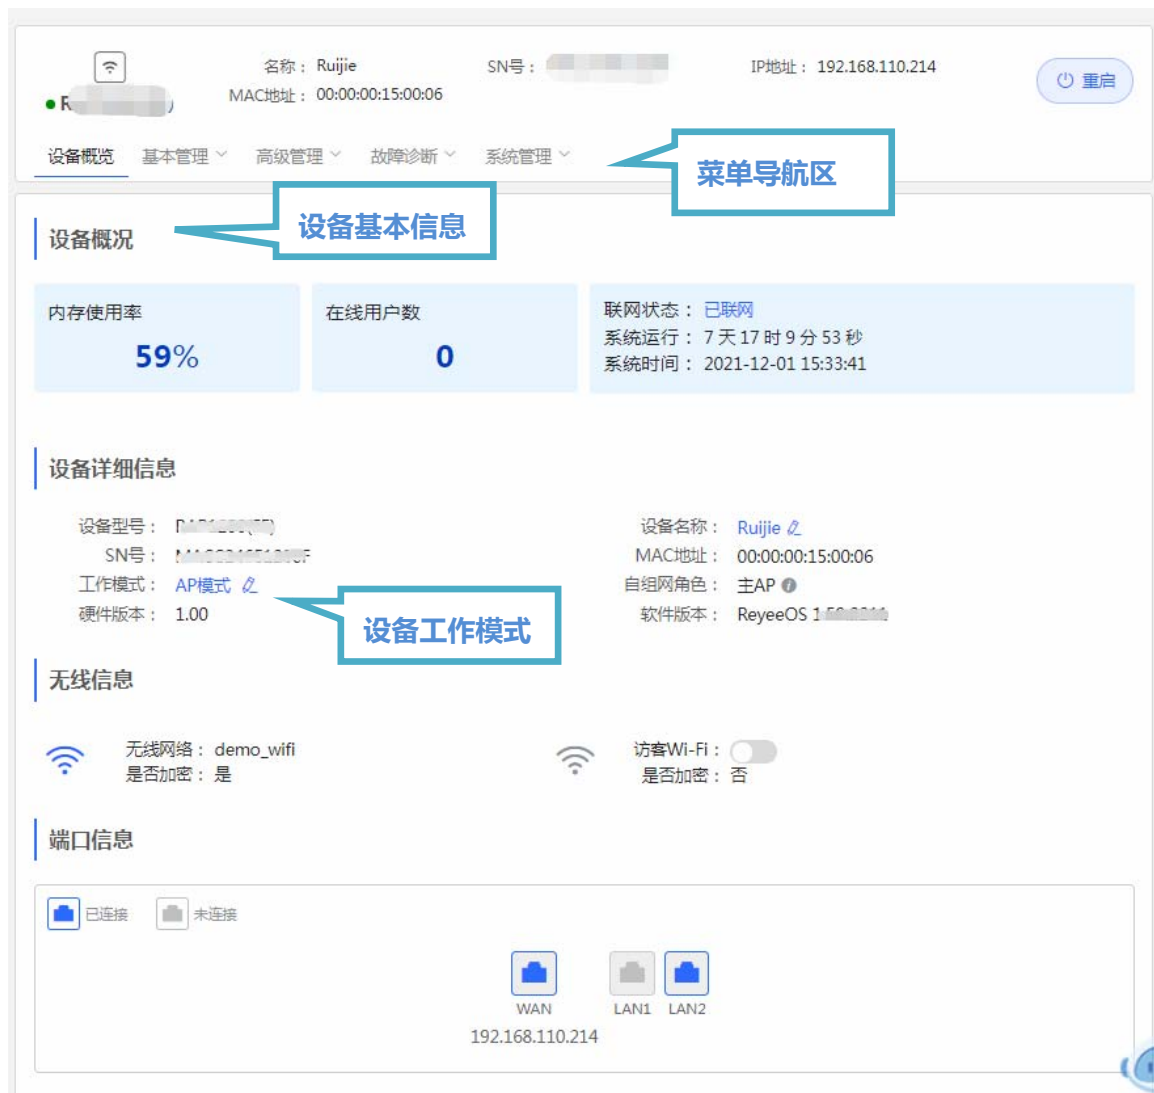 名称： Ruijie
SN号：
IP地址： 192.168.110.214
重启
MAC地址： 00:00:00:15:00:06
设备概览 基本管理 高级管理 故障诊断 系统管理
菜单导航区
设备概况
设备基本信息
内存使用率
59%
在线用户数
0
联网状态： 已联网
系统运行： 7 天 17 时 9 分 53 秒
系统时间： 2021-12-01 15:33:41
设备详细信息
设备型号：
设备名称： Ruijie
SN号：
MAC地址： 00:00:00:15:00:06
工作模式： AP模式
自组网角色： 主AP
硬件版本： 1.00
软件版本： ReyeeOS
设备工作模式
无线信息
无线网络： demo_wifi
是否加密： 是
访客Wi-Fi：
是否加密： 否
端口信息
已连接 未连接
WAN LAN1 LAN2
192.168.110.214